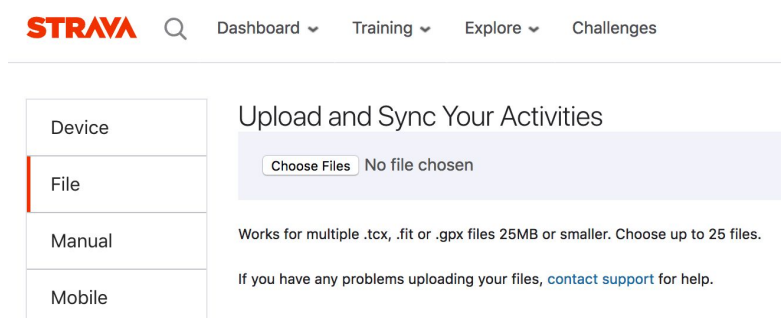 STRAVA Dashboard Training Explore Challenges
Device
File
Manual
Mobile
Upload and Sync Your Activities
Choose Files No file chosen
Works for multiple .tcx, .fit or .gpx files 25MB or smaller. Choose up to 25 files.
If you have any problems uploading your files, contact support for help.